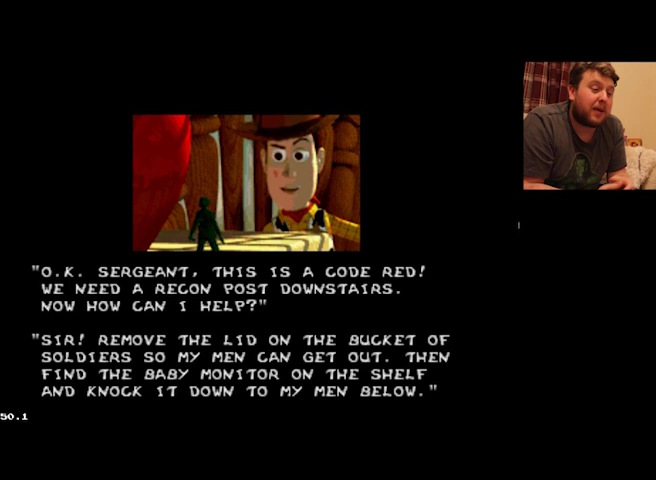 "O.K. SERGEANT, THIS IS A CODE RED!
WE NEED A RECON POST DOWNSTAIRS.
NOW HOW CAN I HELP?"
"SIR! REMOVE THE LID ON THE BUCKET OF
SOLDIERS SO MY MEN CAN GET OUT. THEN
FIND THE BABY MONITOR ON THE SHELF
AND KNOCK IT DOWN TO MY MEN BELOW."
50.1